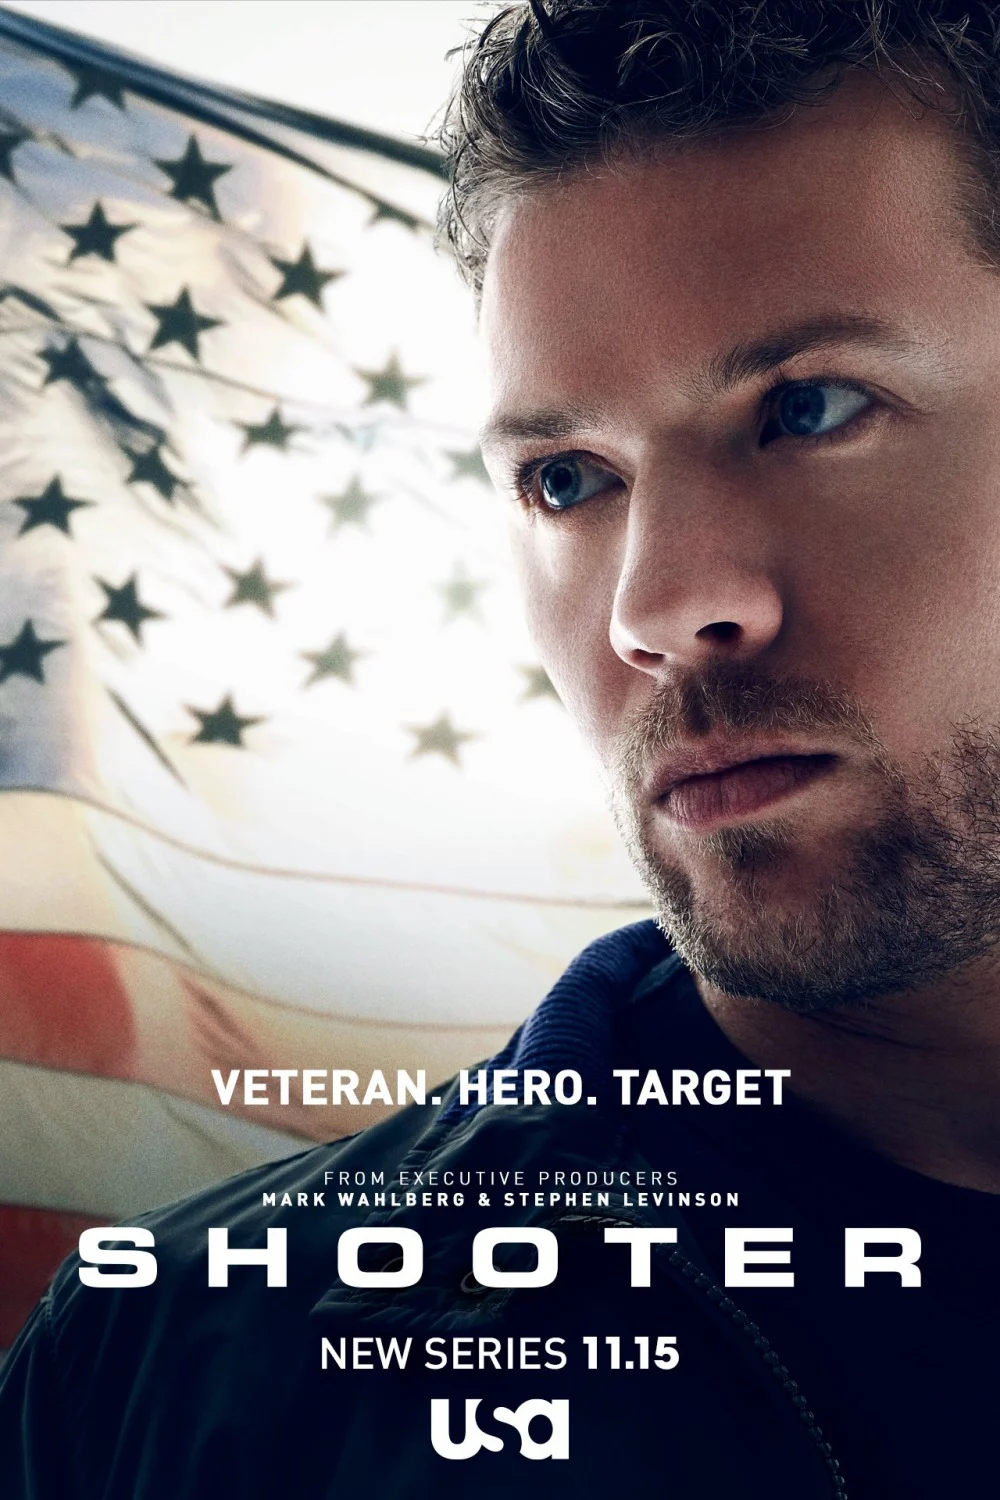 VETERAN. HERO. TARGET
FROM EXECUTIVE PRODUCERS
MARK WAHLBERG & STEPHEN LEVINSON
SHOOTER
NEW SERIES 11.15
usa